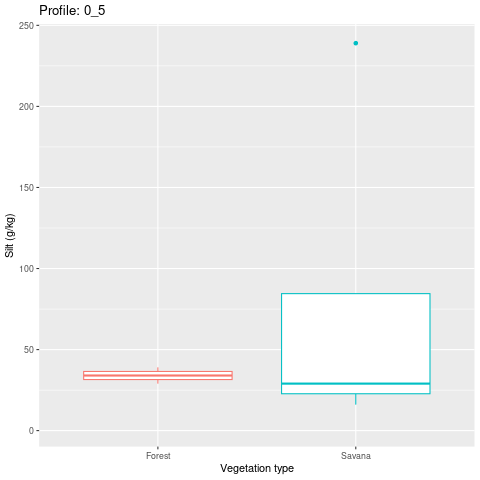 Profile: 0_5
250
200
150
100
50
0
Silt (g/kg)
Forest
Savana
Vegetation type